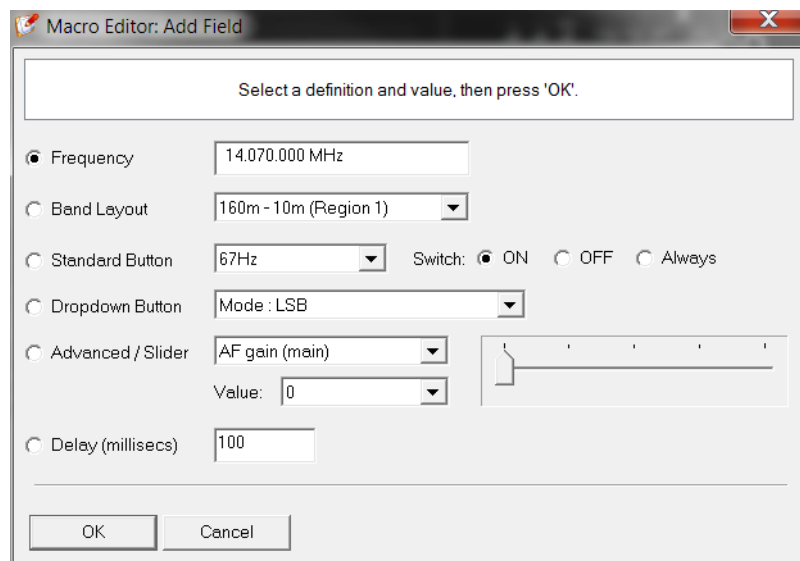 Macro Editor: Add Field
X
Select a definition and value, then press 'OK'.
Frequency 14.070.000 MHz
Band Layout 160m - 10m (Region 1)
Standard Button 67Hz Switch: ON OFF Always
Dropdown Button Mode : LSB
Advanced / Slider AF gain (main)
Value: 0
Delay (millisecs) 100
OK Cancel